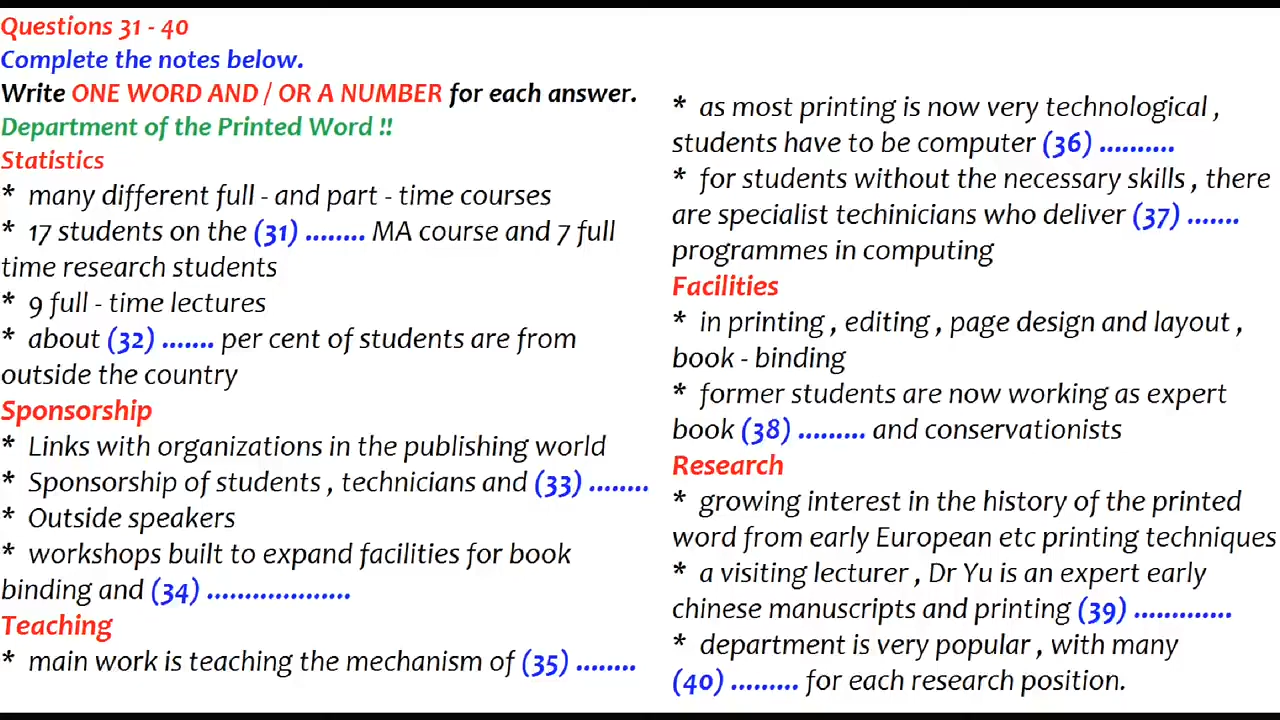 Questions 31 - 40
Complete the notes below.
Write ONE WORD AND / OR A NUMBER for each answer.
Department of the Printed Word !!
Statistics
* many different full - and part - time courses
* 17 students on the (31) ........ MA course and 7 full
time research students
* 9 full - time lectures
* about (32) ....... per cent of students are from
outside the country
Sponsorship
* Links with organizations in the publishing world
* Sponsorship of students , technicians and (33) ........
* Outside speakers
* workshops built to expand facilities for book
binding and (34) ...................
Teaching
* main work is teaching the mechanism of (35) ........
* as most printing is now very technological ,
students have to be computer (36) ..........
* for students without the necessary skills , there
are specialist techinicians who deliver (37) .......
programmes in computing
Facilities
* in printing , editing , page design and layout ,
book - binding
* former students are now working as expert
book (38) ......... and conservationists
Research
* growing interest in the history of the printed
word from early European etc printing techniques
* a visiting lecturer , Dr Yu is an expert early
chinese manuscripts and printing (39) .............
* department is very popular , with many
(40) ......... for each research position.